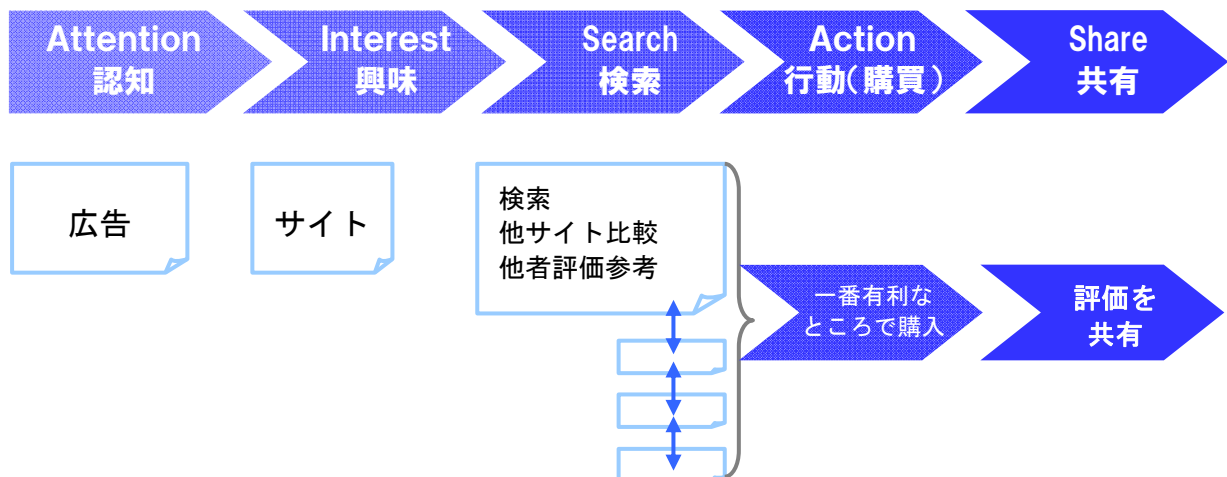 Attention
認知
Interest
興味
Search
検索
Action
行動(購買)
Share
共有
広告
サイト
検索
他サイト比較
他者評価参考
一番有利な
ところで購入
評価を
共有